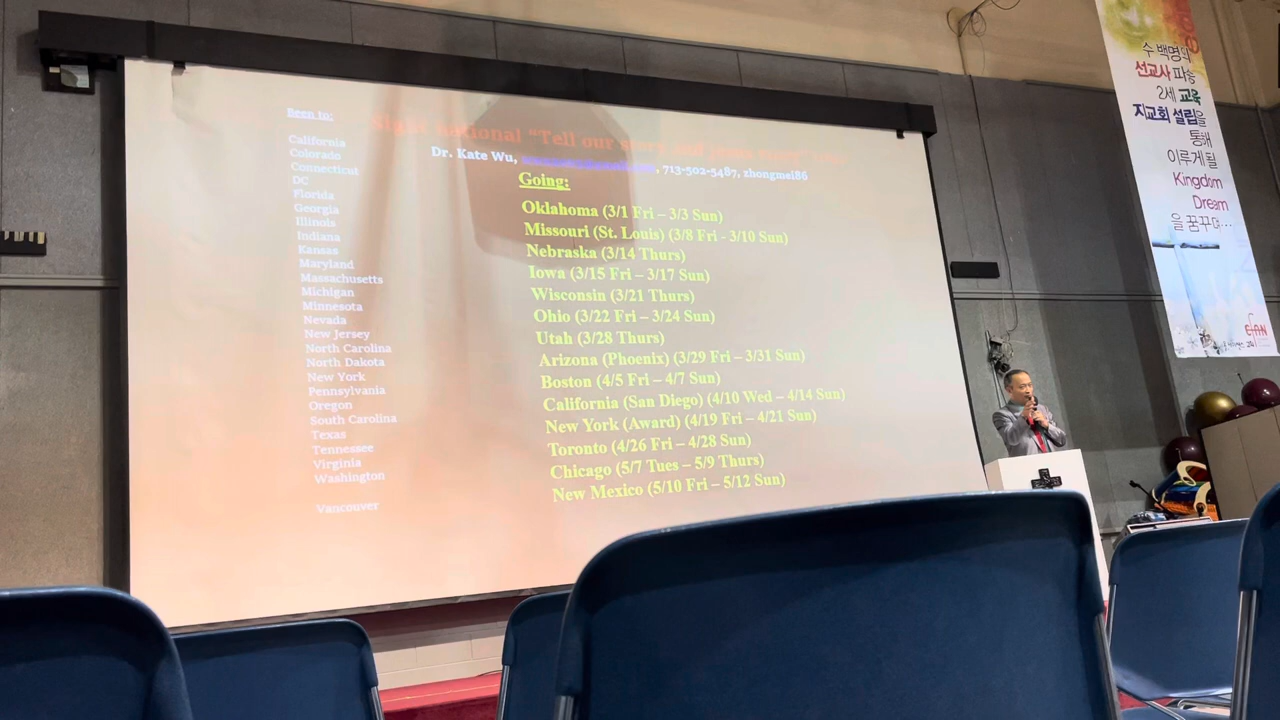 Been to:
California
Colorado
Connecticut
DC
Florida
Georgia
Illinois
Indiana
Kansas
Maryland
Massachusetts
Michigan
Minnesota
Nevada
New Jersey
North Carolina
North Dakota
New York
Pennsylvania
Oregon
South Carolina
Texas
Tennessee
Virginia
Washington
Vancouver
national "Tell our story and
Dr. Kate Wu, , 713-502-5487, zhongmei86
Going:
Oklahoma (3/1 Fri – 3/3 Sun)
Missouri (St. Louis) (3/8 Fri - 3/10 Sun)
Nebraska (3/14 Thurs)
Iowa (3/15 Fri – 3/17 Sun)
Wisconsin (3/21 Thurs)
Ohio (3/22 Fri – 3/24 Sun)
Utah (3/28 Thurs)
Arizona (Phoenix) (3/29 Fri – 3/31 Sun)
Boston (4/5 Fri – 4/7 Sun)
California (San Diego) (4/10 Wed – 4/14 Sun)
New York (Award) (4/19 Fri – 4/21 Sun)
Toronto (4/26 Fri – 4/28 Sun)
Chicago (5/7 Tues – 5/9 Thurs)
New Mexico (5/10 Fri – 5/12 Sun)
수 백명의
선교사 파송
2세 교육
지교회 설립을
통해
이루게 될
Kingdom
Dream
을 꿈꾸며...